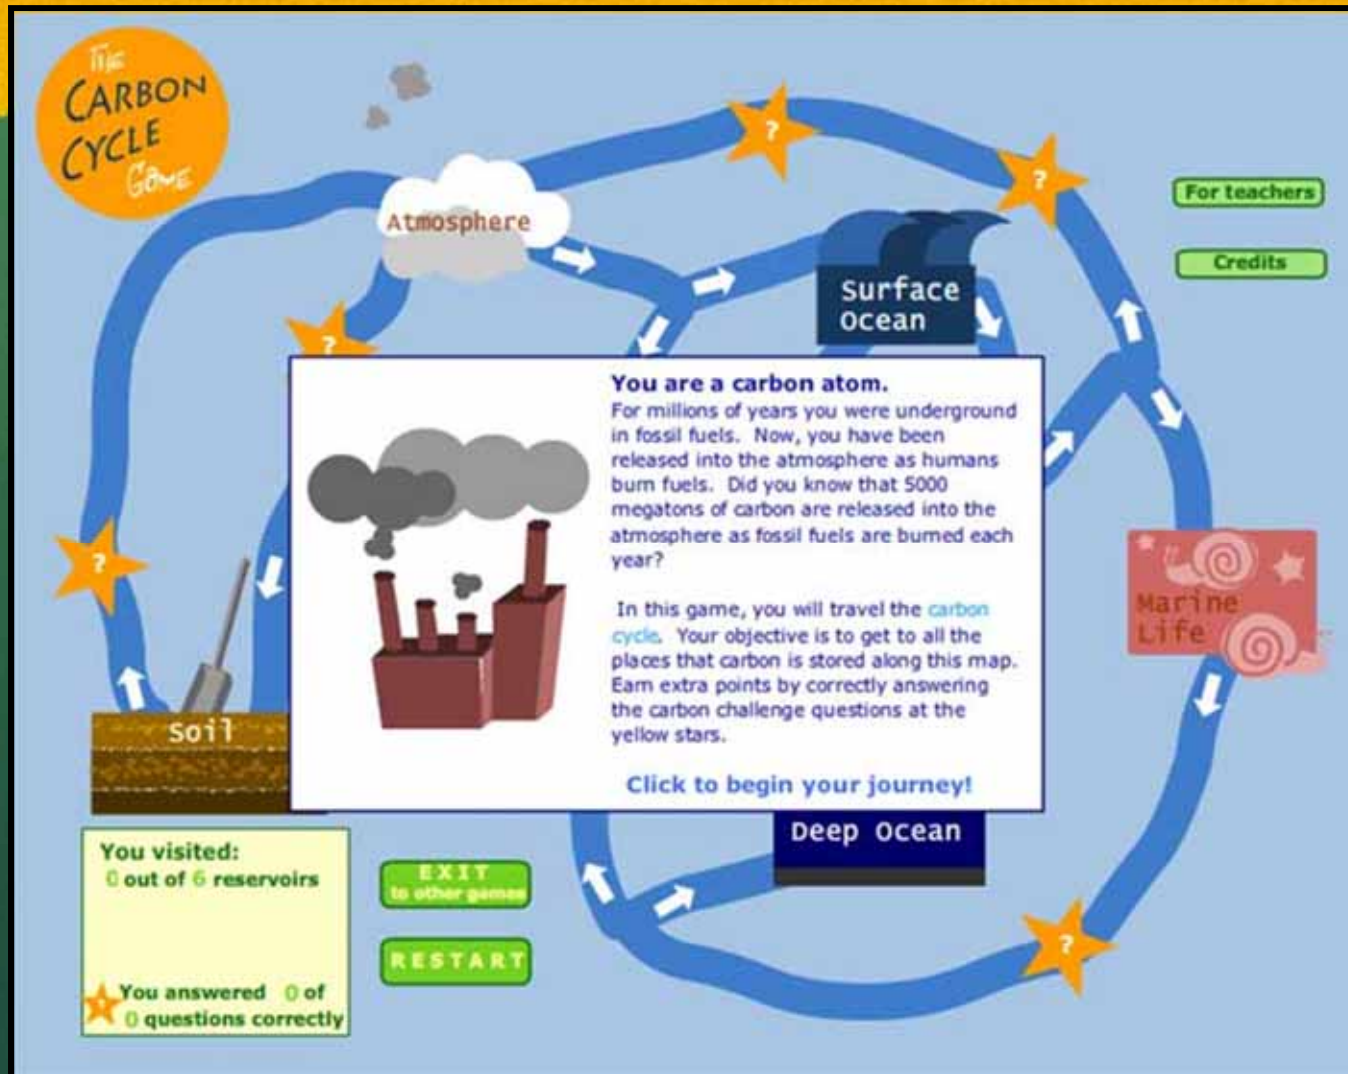 THE
CARBON
CYCLE
GAME
Atmosphere
?
?
For teachers
Credits
Surface
Ocean
?
You are a carbon atom.
For millions of years you were underground
in fossil fuels. Now, you have been
released into the atmosphere as humans
burn fuels. Did you know that 5000
megatons of carbon are released into the
atmosphere as fossil fuels are burned each
year?
In this game, you will travel the carbon
cycle. Your objective is to get to all the
places that carbon is stored along this map.
Earn extra points by correctly answering
the carbon challenge questions at the
yellow stars.
Click to begin your journey!
?
Marine
Life
Soil
Deep Ocean
You visited:
0 out of 6 reservoirs
EXIT
to other games
RESTART
?
You answered 0 of
0 questions correctly